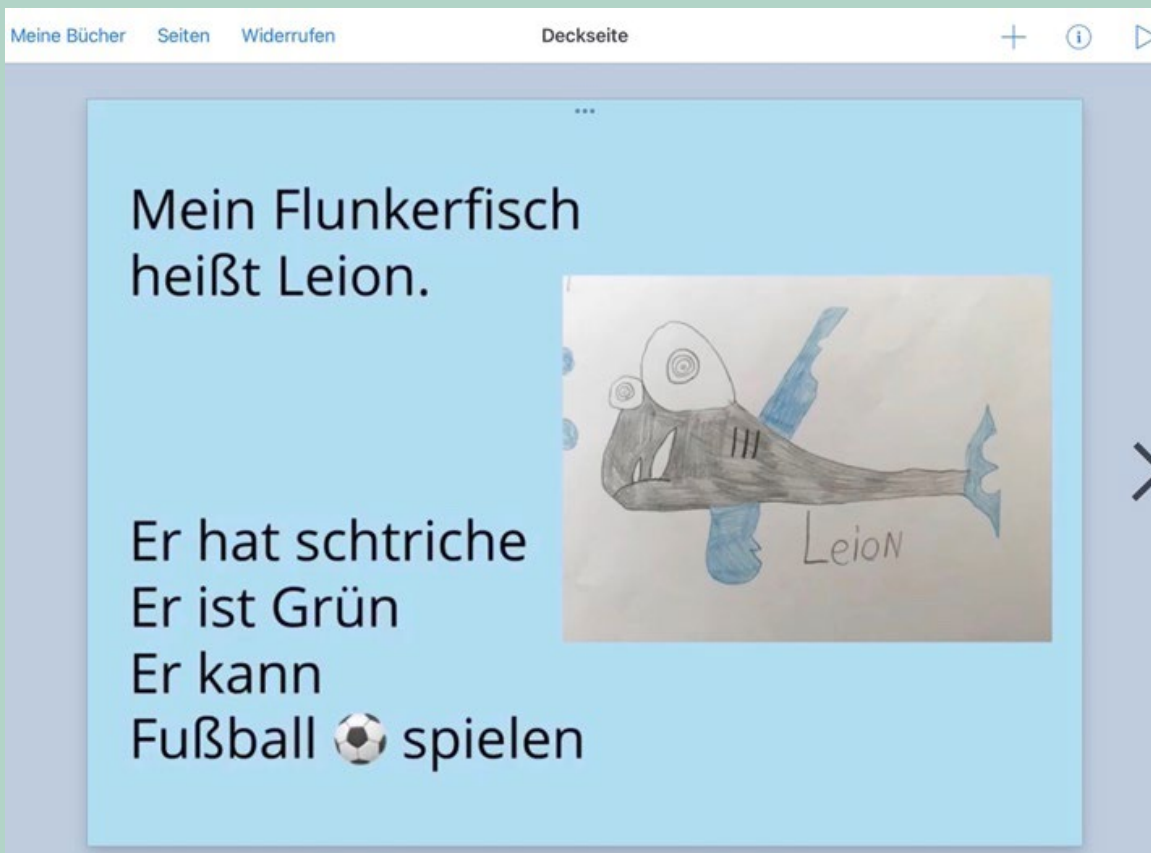 Meine Bücher Seiten Widerrufen Deckseite
Mein Flunkerfisch
heißt Leion.
Er hat schtriche
Er ist Grün
Er kann
Fußball ⚽ spielen
LeioN